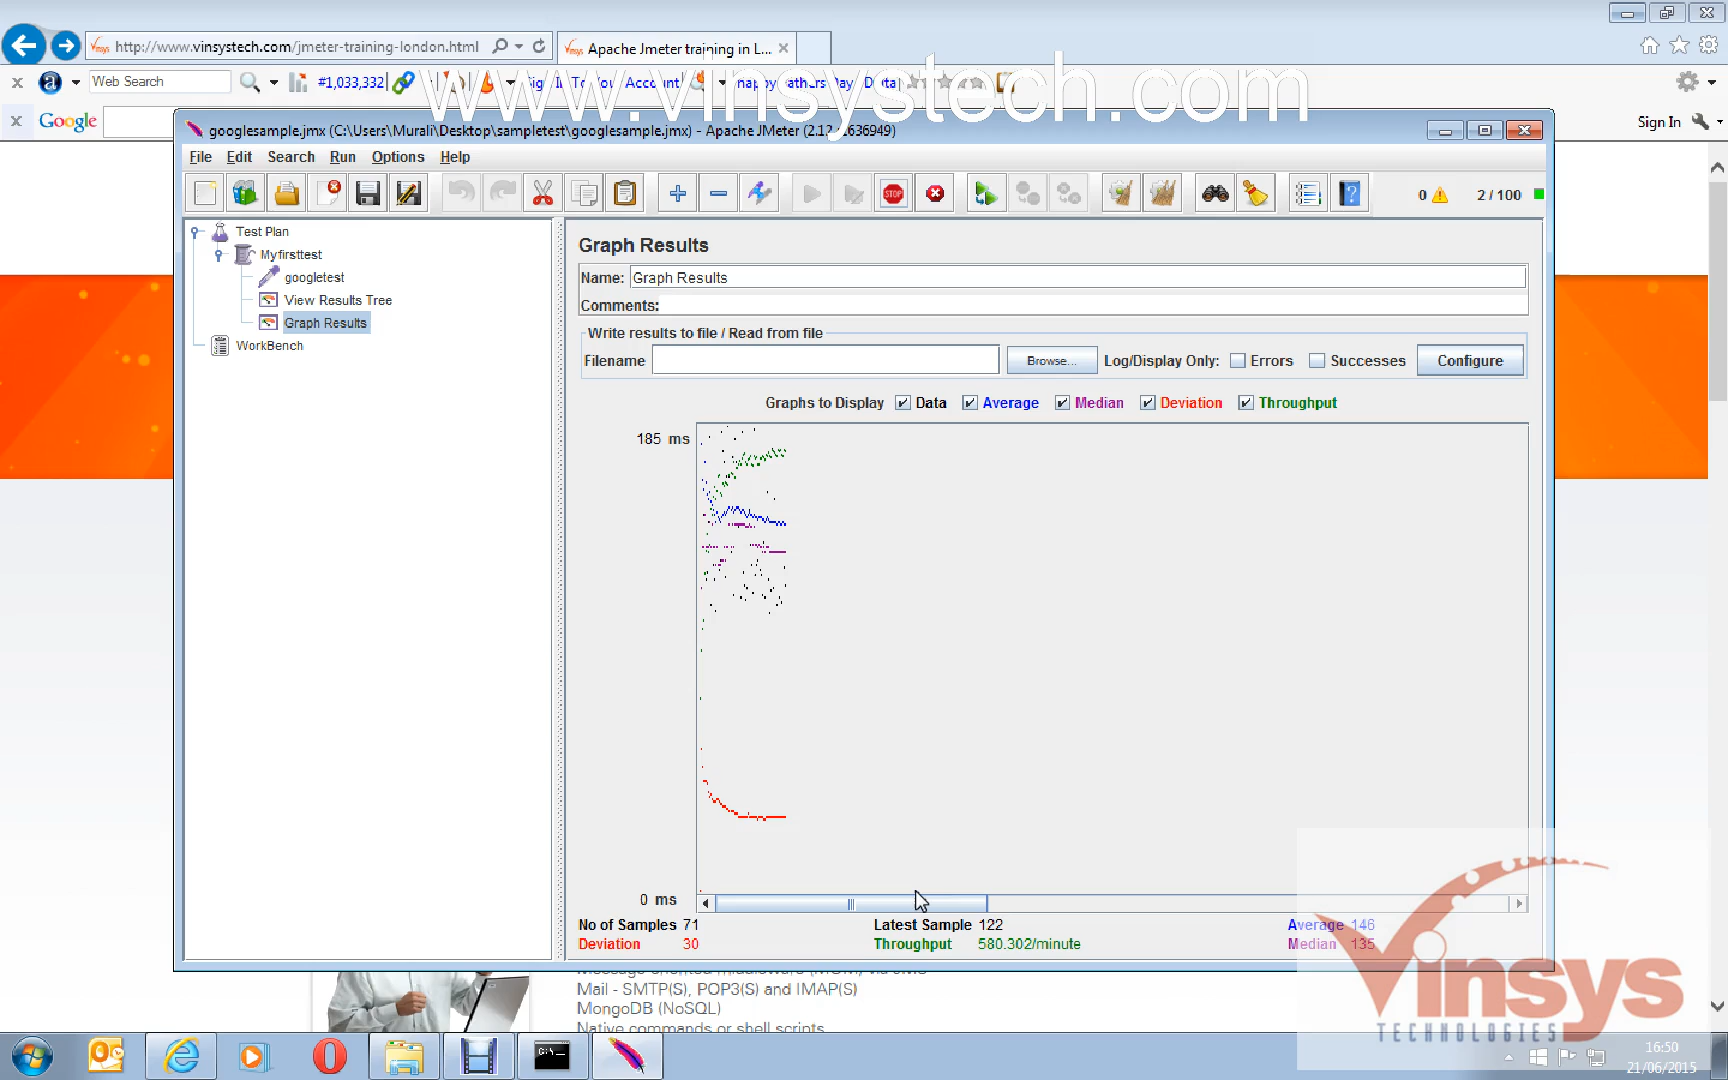 http://www.vinsystech.com/jmeter-training-london.html
Apache Jmeter training in L...
Web Search
#1,033,332
Account
www.vinsystech.com
Google
Sign In
googlesample.jmx (C:\Users\Murali\Desktop\sampletest\googlesample.jmx) - Apache JMeter (2.12
File Edit Search Run Options Help
STOP
0
2 / 100
Test Plan
Myfirsttest
googletest
View Results Tree
Graph Results
WorkBench
Graph Results
Name: Graph Results
Comments:
Write results to file / Read from file
Filename
Browse...
Log/Display Only:
Errors
Successes
Configure
Graphs to Display
Data
Average
Median
Deviation
Throughput
185 ms
0 ms
No of Samples 71
Latest Sample 122
Average 146
Deviation 30
Throughput 580.302/minute
Median 135
Mail - SMTP(S), POP3(S) and IMAP(S)
MongoDB (NoSQL)
Native commands or shell scripts
Vinsys
TECHNOLOGIES
16:50
21/06/2015